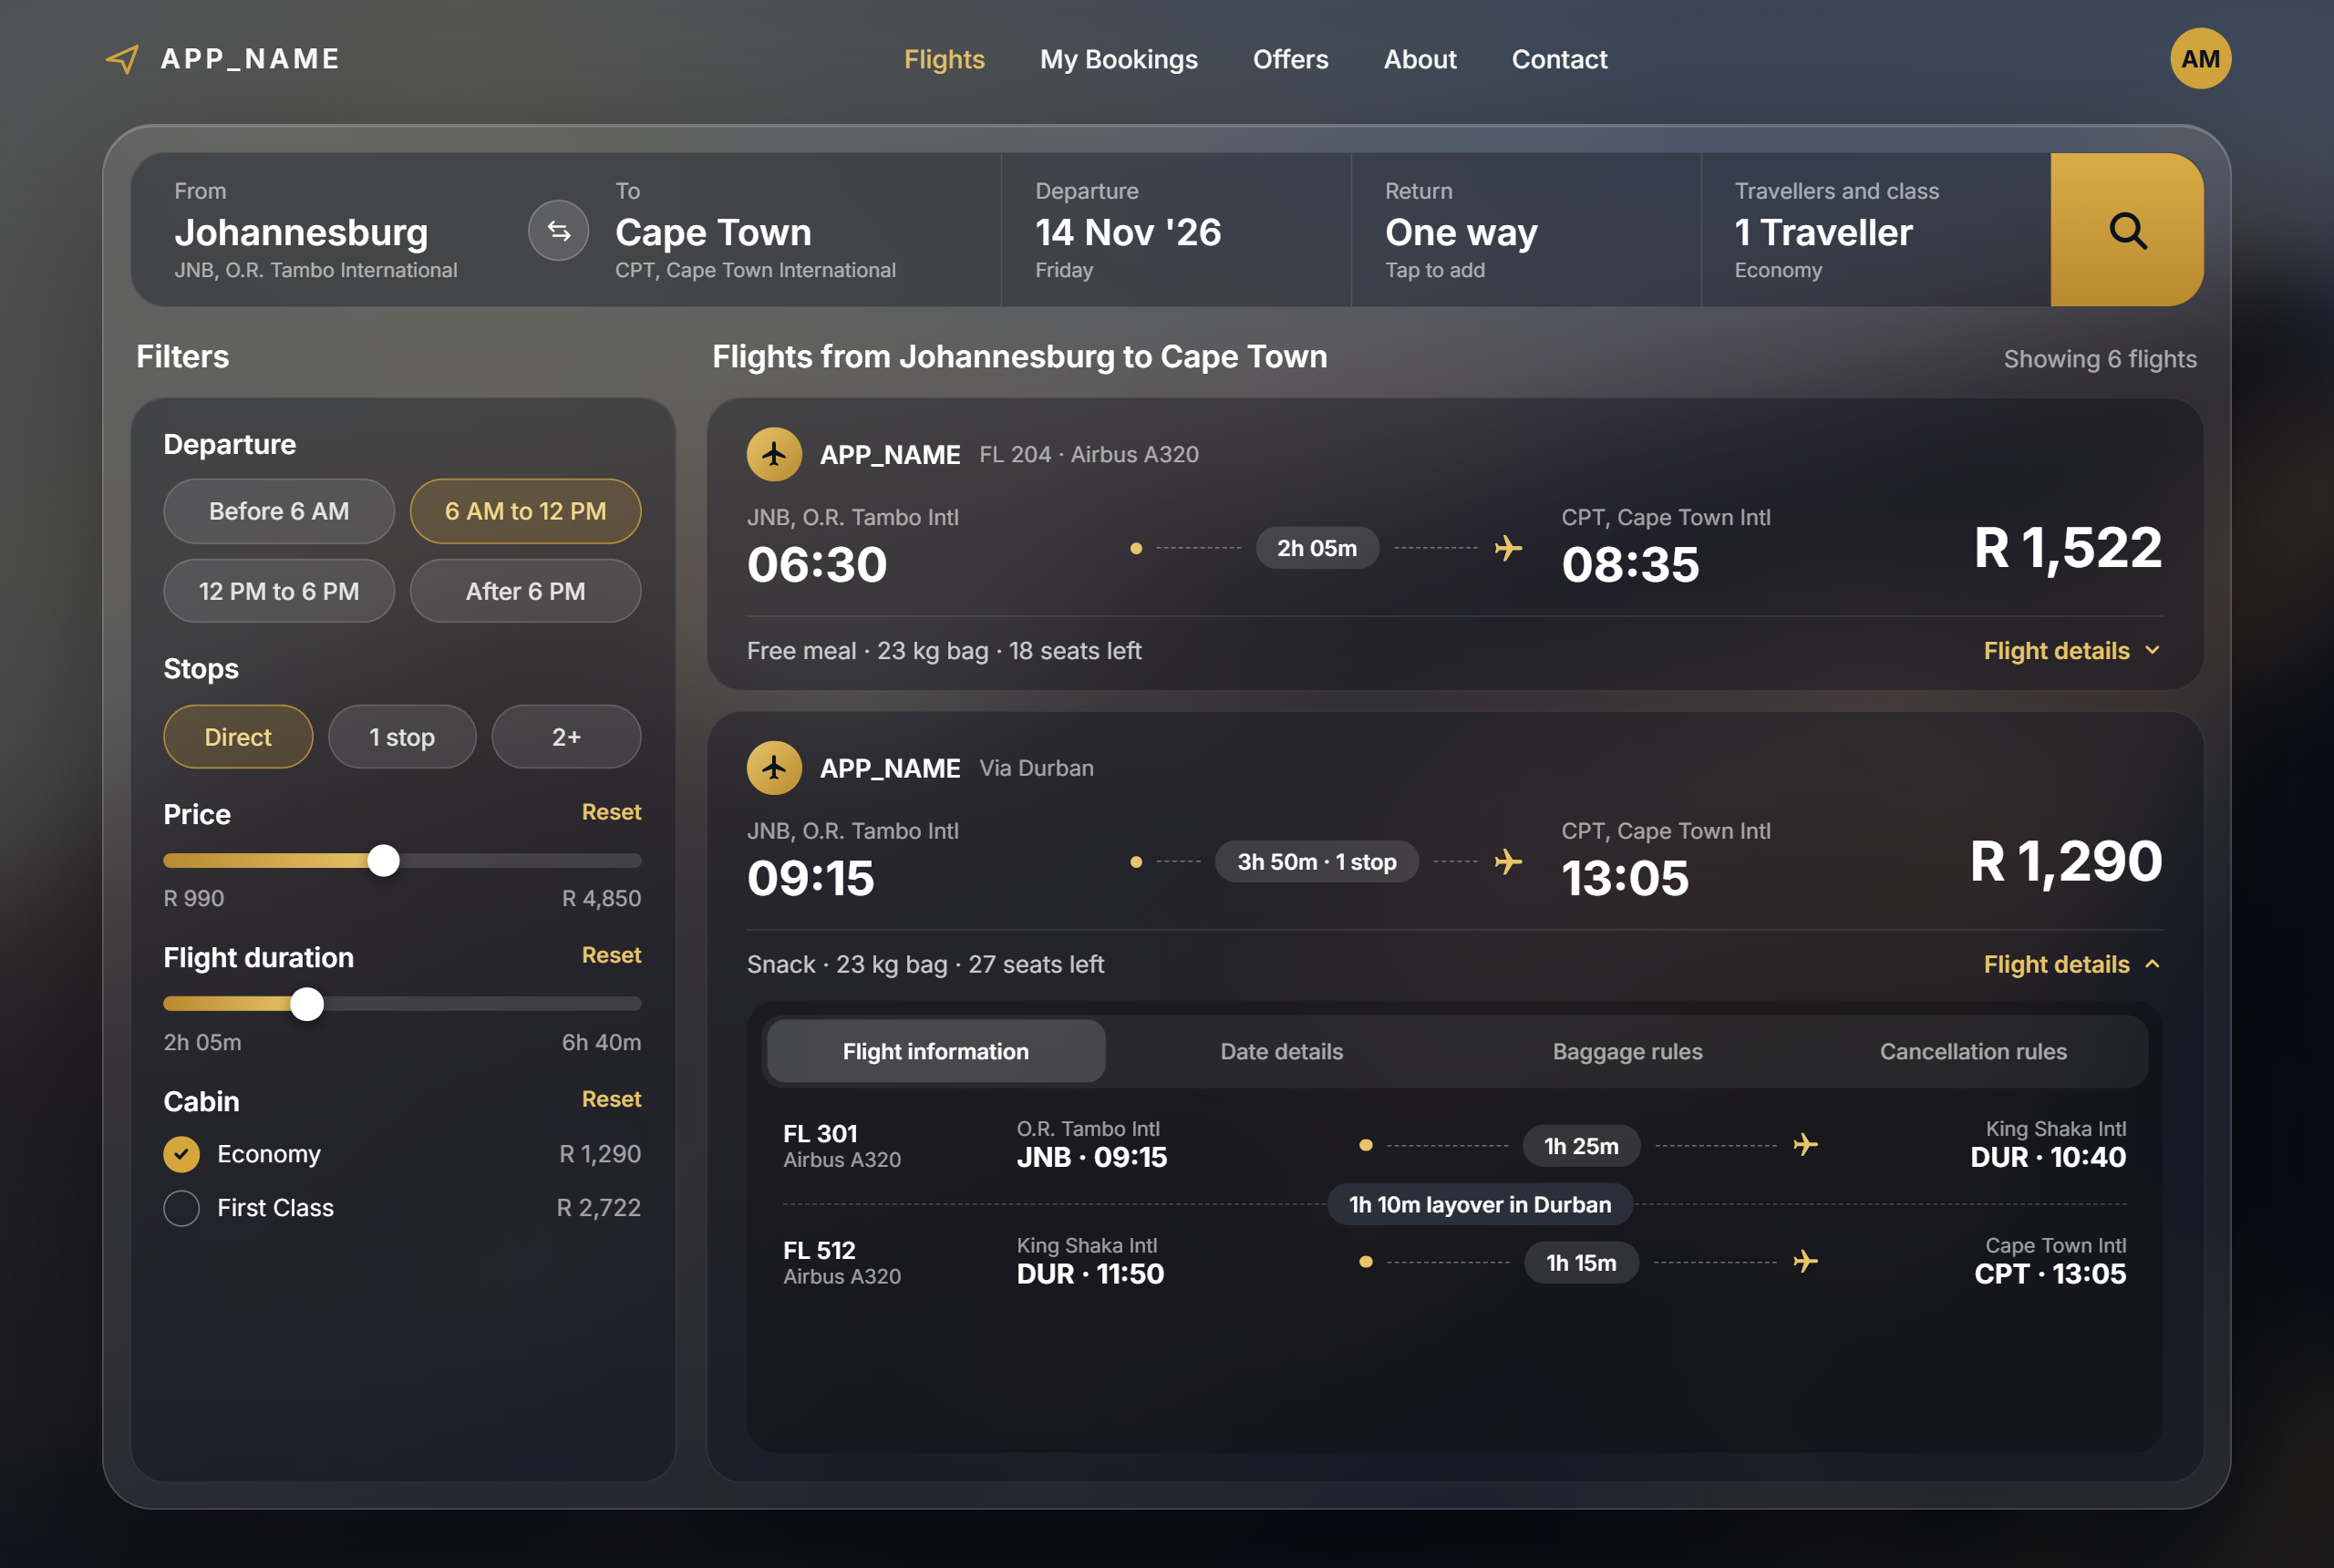 APP_NAME
Flights My Bookings Offers About Contact
AM
From
Johannesburg
JNB, O.R. Tambo International
To
Cape Town
CPT, Cape Town International
Departure
14 Nov '26
Friday
Return
One way
Tap to add
Travellers and class
1 Traveller
Economy
Filters
Departure
Before 6 AM
6 AM to 12 PM
12 PM to 6 PM
After 6 PM
Stops
Direct
1 stop
2+
Price
Reset
R 990
R 4,850
Flight duration
Reset
2h 05m
6h 40m
Cabin
Reset
Economy
R 1,290
First Class
R 2,722
Flights from Johannesburg to Cape Town
Showing 6 flights
APP_NAME FL 204 · Airbus A320
JNB, O.R. Tambo Intl
06:30
2h 05m
CPT, Cape Town Intl
08:35
R 1,522
Free meal · 23 kg bag · 18 seats left
Flight details
APP_NAME Via Durban
JNB, O.R. Tambo Intl
09:15
3h 50m · 1 stop
CPT, Cape Town Intl
13:05
R 1,290
Snack · 23 kg bag · 27 seats left
Flight details
Flight information
Date details
Baggage rules
Cancellation rules
FL 301
Airbus A320
O.R. Tambo Intl
JNB · 09:15
1h 25m
King Shaka Intl
DUR · 10:40
1h 10m layover in Durban
FL 512
Airbus A320
King Shaka Intl
DUR · 11:50
1h 15m
Cape Town Intl
CPT · 13:05